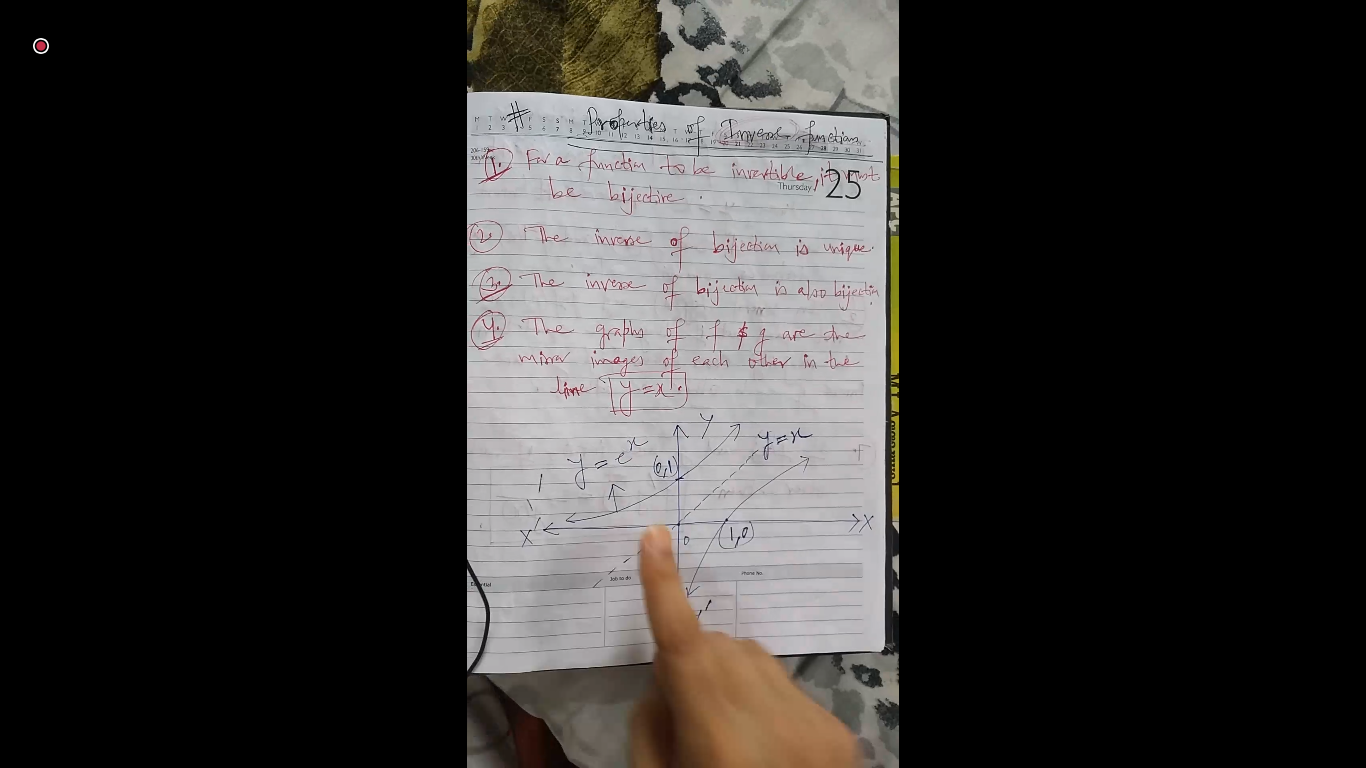 # Properties of Inverse function
1. For a function to be invertible, it must
Thursday 25
be bijective.
2. The inverse of bijection is unique.
3. The inverse of bijection is also bijection
4. The graphs of f & g are the
mirror images of each other in the
line y=x.
Y
y=x
y=eˣ
(0,1)
X' X
0 (1,0)
Job to do Phone No.